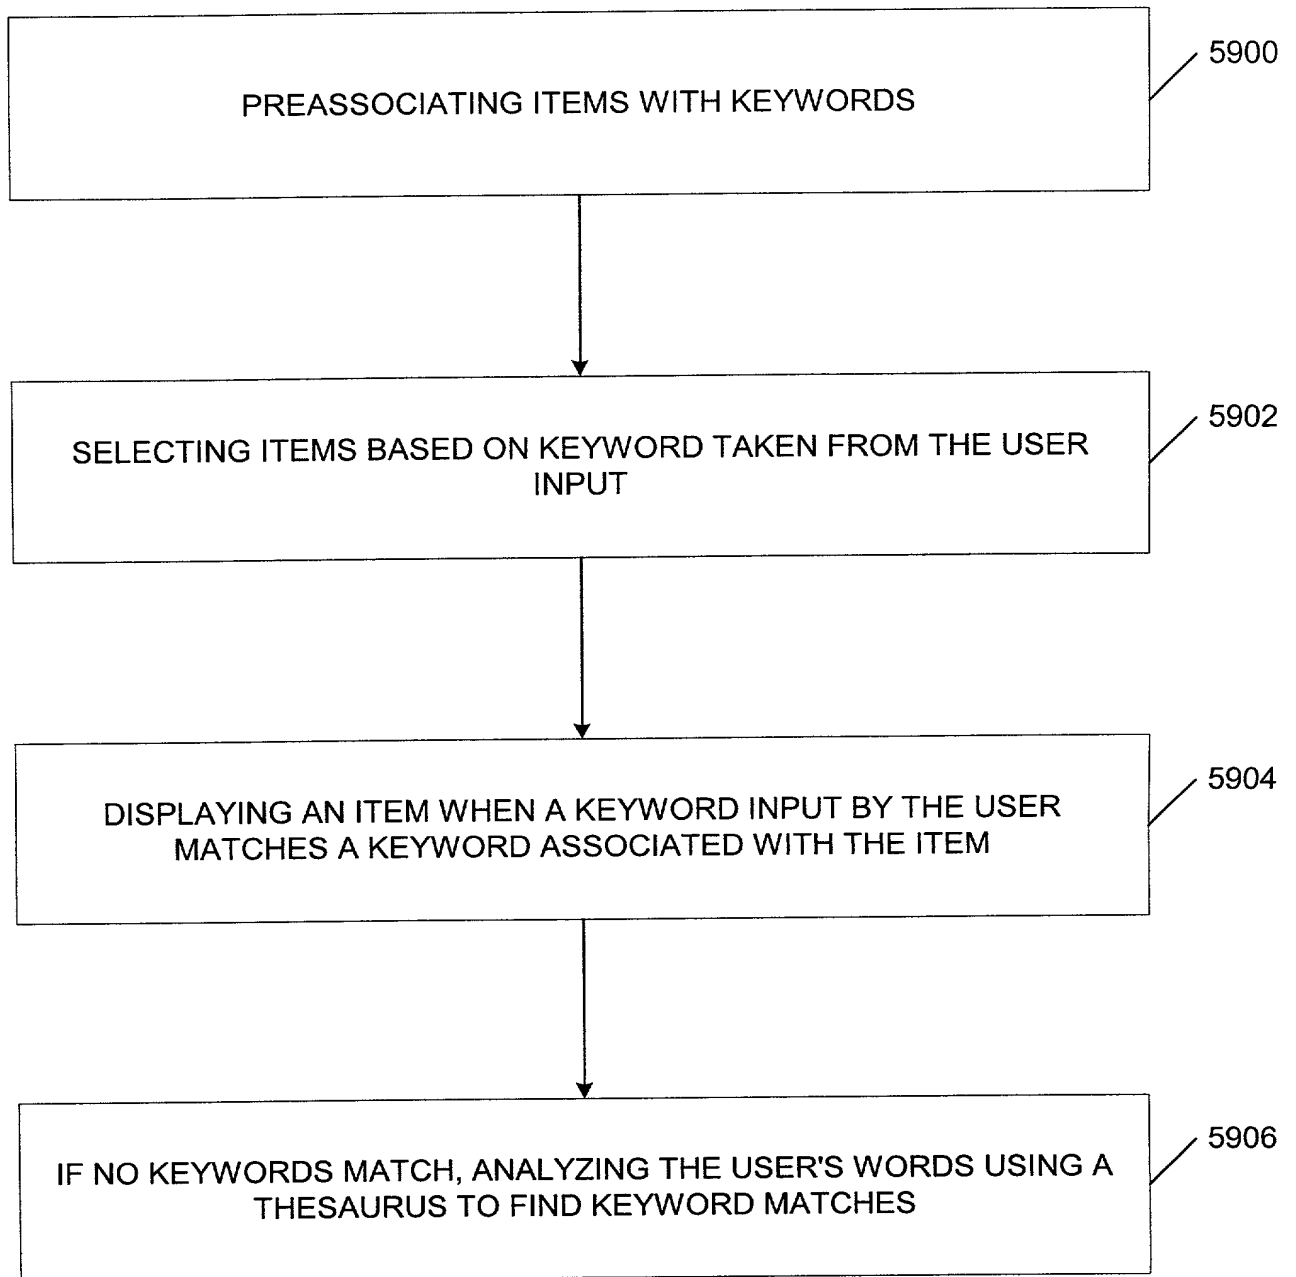 5900
PREASSOCIATING ITEMS WITH KEYWORDS
5902
SELECTING ITEMS BASED ON KEYWORD TAKEN FROM THE USER
INPUT
5904
DISPLAYING AN ITEM WHEN A KEYWORD INPUT BY THE USER
MATCHES A KEYWORD ASSOCIATED WITH THE ITEM
5906
IF NO KEYWORDS MATCH, ANALYZING THE USER'S WORDS USING A
THESAURUS TO FIND KEYWORD MATCHES